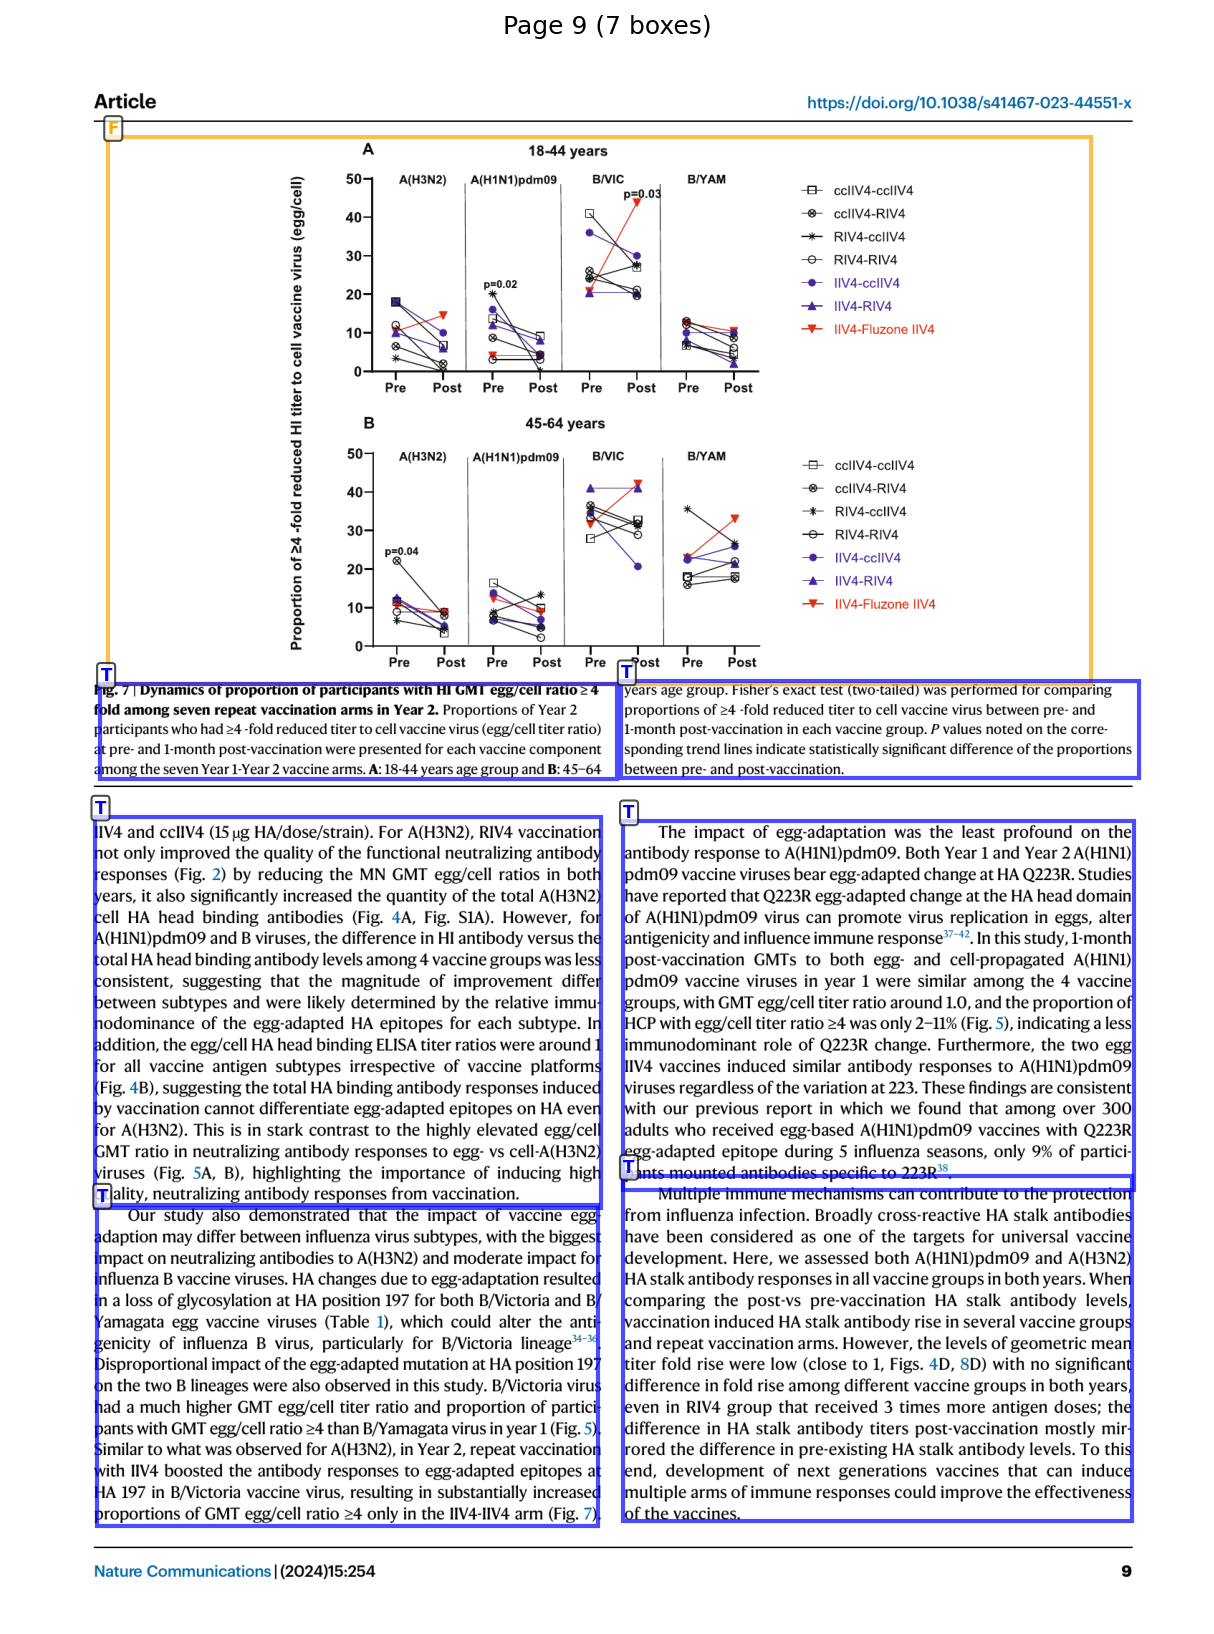 Page 9 (7 boxes)
Article
https://doi.org/10.1038/s41467-023-44551-x
F
A
18-44 years
Proportion of ≥4 -fold reduced HI titer to cell vaccine virus (egg/cell)
A(H3N2)
A(H1N1)pdm09
B/VIC
B/YAM
50
40
30
20
10
0
p=0.02
p=0.03
Pre Post Pre Post Pre Post Pre Post
ccIIV4-ccIIV4
ccIIV4-RIV4
RIV4-ccIIV4
RIV4-RIV4
IIV4-ccIIV4
IIV4-RIV4
IIV4-Fluzone IIV4
B
45-64 years
A(H3N2)
A(H1N1)pdm09
B/VIC
B/YAM
50
40
30
20
10
0
p=0.04
Pre Post Pre Post Pre Post Pre Post
ccIIV4-ccIIV4
ccIIV4-RIV4
RIV4-ccIIV4
RIV4-RIV4
IIV4-ccIIV4
IIV4-RIV4
IIV4-Fluzone IIV4
T
Fig. 7 | Dynamics of proportion of participants with HI GMT egg/cell ratio ≥ 4
fold among seven repeat vaccination arms in Year 2. Proportions of Year 2
participants who had ≥4 -fold reduced titer to cell vaccine virus (egg/cell titer ratio)
at pre- and 1-month post-vaccination were presented for each vaccine component
among the seven Year 1-Year 2 vaccine arms. A: 18-44 years age group and B: 45–64
T
years age group. Fisher's exact test (two-tailed) was performed for comparing
proportions of ≥4 -fold reduced titer to cell vaccine virus between pre- and
1-month post-vaccination in each vaccine group. P values noted on the corre-
sponding trend lines indicate statistically significant difference of the proportions
between pre- and post-vaccination.
T
IIV4 and ccIIV4 (15 μg HA/dose/strain). For A(H3N2), RIV4 vaccination
not only improved the quality of the functional neutralizing antibody
responses (Fig. 2) by reducing the MN GMT egg/cell ratios in both
years, it also significantly increased the quantity of the total A(H3N2)
cell HA head binding antibodies (Fig. 4A, Fig. S1A). However, for
A(H1N1)pdm09 and B viruses, the difference in HI antibody versus the
total HA head binding antibody levels among 4 vaccine groups was less
consistent, suggesting that the magnitude of improvement differ
between subtypes and were likely determined by the relative immu-
nodominance of the egg-adapted HA epitopes for each subtype. In
addition, the egg/cell HA head binding ELISA titer ratios were around 1
for all vaccine antigen subtypes irrespective of vaccine platforms
(Fig. 4B), suggesting the total HA binding antibody responses induced
by vaccination cannot differentiate egg-adapted epitopes on HA even
for A(H3N2). This is in stark contrast to the highly elevated egg/cell
GMT ratio in neutralizing antibody responses to egg- vs cell-A(H3N2)
viruses (Fig. 5A, B), highlighting the importance of inducing high
quality, neutralizing antibody responses from vaccination.
T
Our study also demonstrated that the impact of vaccine egg-
adaption may differ between influenza virus subtypes, with the biggest
impact on neutralizing antibodies to A(H3N2) and moderate impact for
influenza B vaccine viruses. HA changes due to egg-adaptation resulted
in a loss of glycosylation at HA position 197 for both B/Victoria and B/
Yamagata egg vaccine viruses (Table 1), which could alter the anti-
genicity of influenza B virus, particularly for B/Victoria lineage34–36.
Disproportional impact of the egg-adapted mutation at HA position 197
on the two B lineages were also observed in this study. B/Victoria virus
had a much higher GMT egg/cell titer ratio and proportion of partici-
pants with GMT egg/cell ratio ≥4 than B/Yamagata virus in year 1 (Fig. 5).
Similar to what was observed for A(H3N2), in Year 2, repeat vaccination
with IIV4 boosted the antibody responses to egg-adapted epitopes at
HA 197 in B/Victoria vaccine virus, resulting in substantially increased
proportions of GMT egg/cell ratio ≥4 only in the IIV4-IIV4 arm (Fig. 7).
T
The impact of egg-adaptation was the least profound on the
antibody response to A(H1N1)pdm09. Both Year 1 and Year 2 A(H1N1)
pdm09 vaccine viruses bear egg-adapted change at HA Q223R. Studies
have reported that Q223R egg-adapted change at the HA head domain
of A(H1N1)pdm09 virus can promote virus replication in eggs, alter
antigenicity and influence immune response37–42. In this study, 1-month
post-vaccination GMTs to both egg- and cell-propagated A(H1N1)
pdm09 vaccine viruses in year 1 were similar among the 4 vaccine
groups, with GMT egg/cell titer ratio around 1.0, and the proportion of
HCP with egg/cell titer ratio ≥4 was only 2–11% (Fig. 5), indicating a less
immunodominant role of Q223R change. Furthermore, the two egg
IIV4 vaccines induced similar antibody responses to A(H1N1)pdm09
viruses regardless of the variation at 223. These findings are consistent
with our previous report in which we found that among over 300
adults who received egg-based A(H1N1)pdm09 vaccines with Q223R
egg-adapted epitope during 5 influenza seasons, only 9% of partici-
pants mounted antibodies specific to 223R38.
T
Multiple immune mechanisms can contribute to the protection
from influenza infection. Broadly cross-reactive HA stalk antibodies
have been considered as one of the targets for universal vaccine
development. Here, we assessed both A(H1N1)pdm09 and A(H3N2)
HA stalk antibody responses in all vaccine groups in both years. When
comparing the post-vs pre-vaccination HA stalk antibody levels,
vaccination induced HA stalk antibody rise in several vaccine groups
and repeat vaccination arms. However, the levels of geometric mean
titer fold rise were low (close to 1, Figs. 4D, 8D) with no significant
difference in fold rise among different vaccine groups in both years,
even in RIV4 group that received 3 times more antigen doses; the
difference in HA stalk antibody titers post-vaccination mostly mir-
rored the difference in pre-existing HA stalk antibody levels. To this
end, development of next generations vaccines that can induce
multiple arms of immune responses could improve the effectiveness
of the vaccines.
Nature Communications | (2024)15:254
9